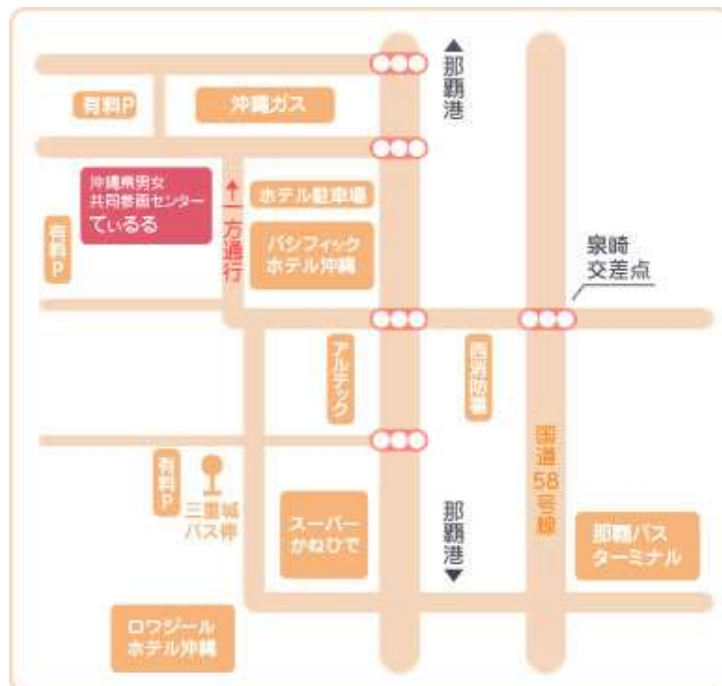 ▲那覇港
有料P
沖縄ガス
沖縄県男女
共同参画センター
てぃるる
一方通行
ホテル駐車場
パシフィック
ホテル沖縄
有料P
泉崎
交差点
アルテック
西消防署
国道58号線
有料P
三重城
バス停
スーパー
かねひで
那覇港▼
那覇バス
ターミナル
ロワジール
ホテル沖縄